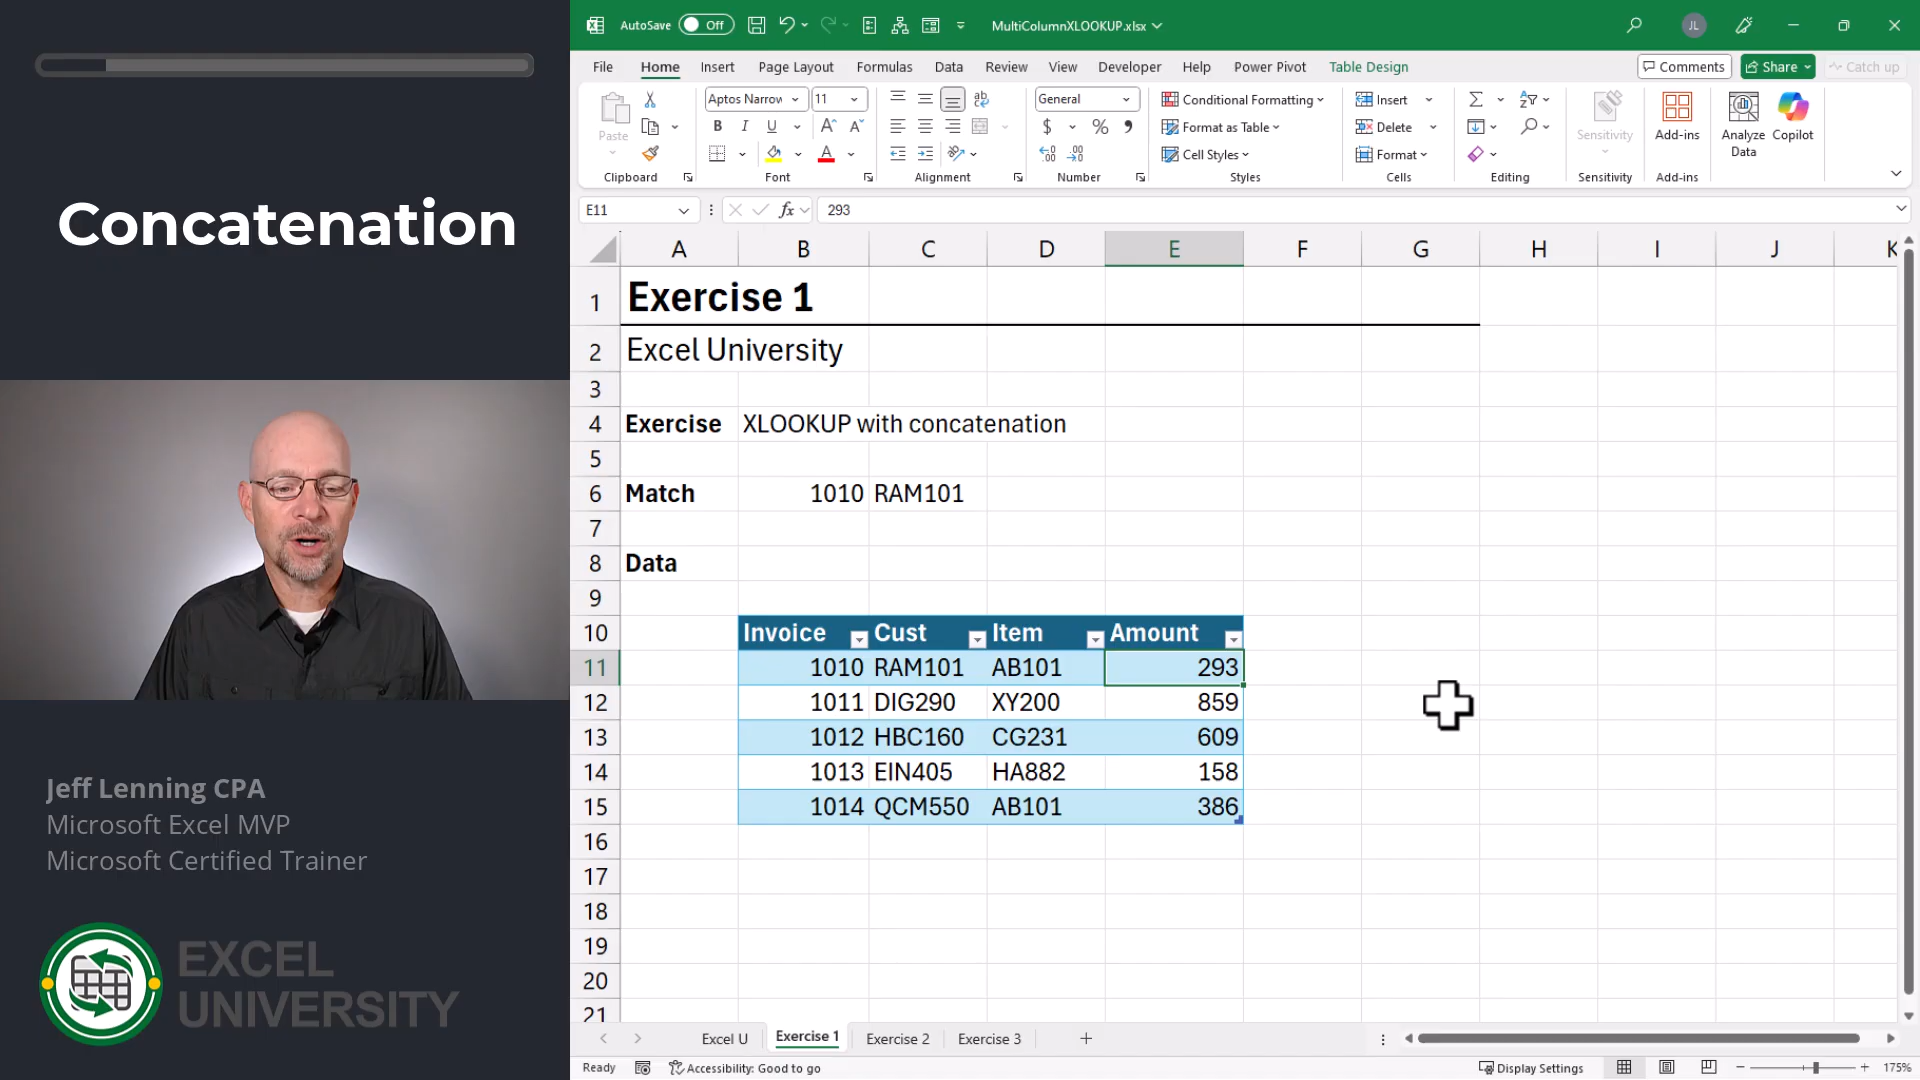 Concatenation
Jeff Lenning CPA
Microsoft Excel MVP
Microsoft Certified Trainer
EXCEL
UNIVERSITY
AutoSave Off MultiColumnXLOOKUP.xlsx JL
File Home Insert Page Layout Formulas Data Review View Developer Help Power Pivot Table Design Comments Share Catch up
Paste
Clipboard
Aptos Narrow 11
B I U A A
A
Font
ab
Alignment
General
$ % 9
Number
Conditional Formatting
Format as Table
Cell Styles
Styles
Insert
Delete
Format
Cells
Editing
Sensitivity
Sensitivity
Add-ins
Add-ins
Analyze
Data
Copilot
E11 fx 293
A B C D E F G H I J K
1 Exercise 1
2 Excel University
3
4 Exercise XLOOKUP with concatenation
5
6 Match 1010 RAM101
7
8 Data
9
10 Invoice Cust Item Amount
11 1010 RAM101 AB101 293
12 1011 DIG290 XY200 859
13 1012 HBC160 CG231 609
14 1013 EIN405 HA882 158
15 1014 QCM550 AB101 386
16
17
18
19
20
21
Excel U Exercise 1 Exercise 2 Exercise 3
Ready Accessibility: Good to go Display Settings 175%